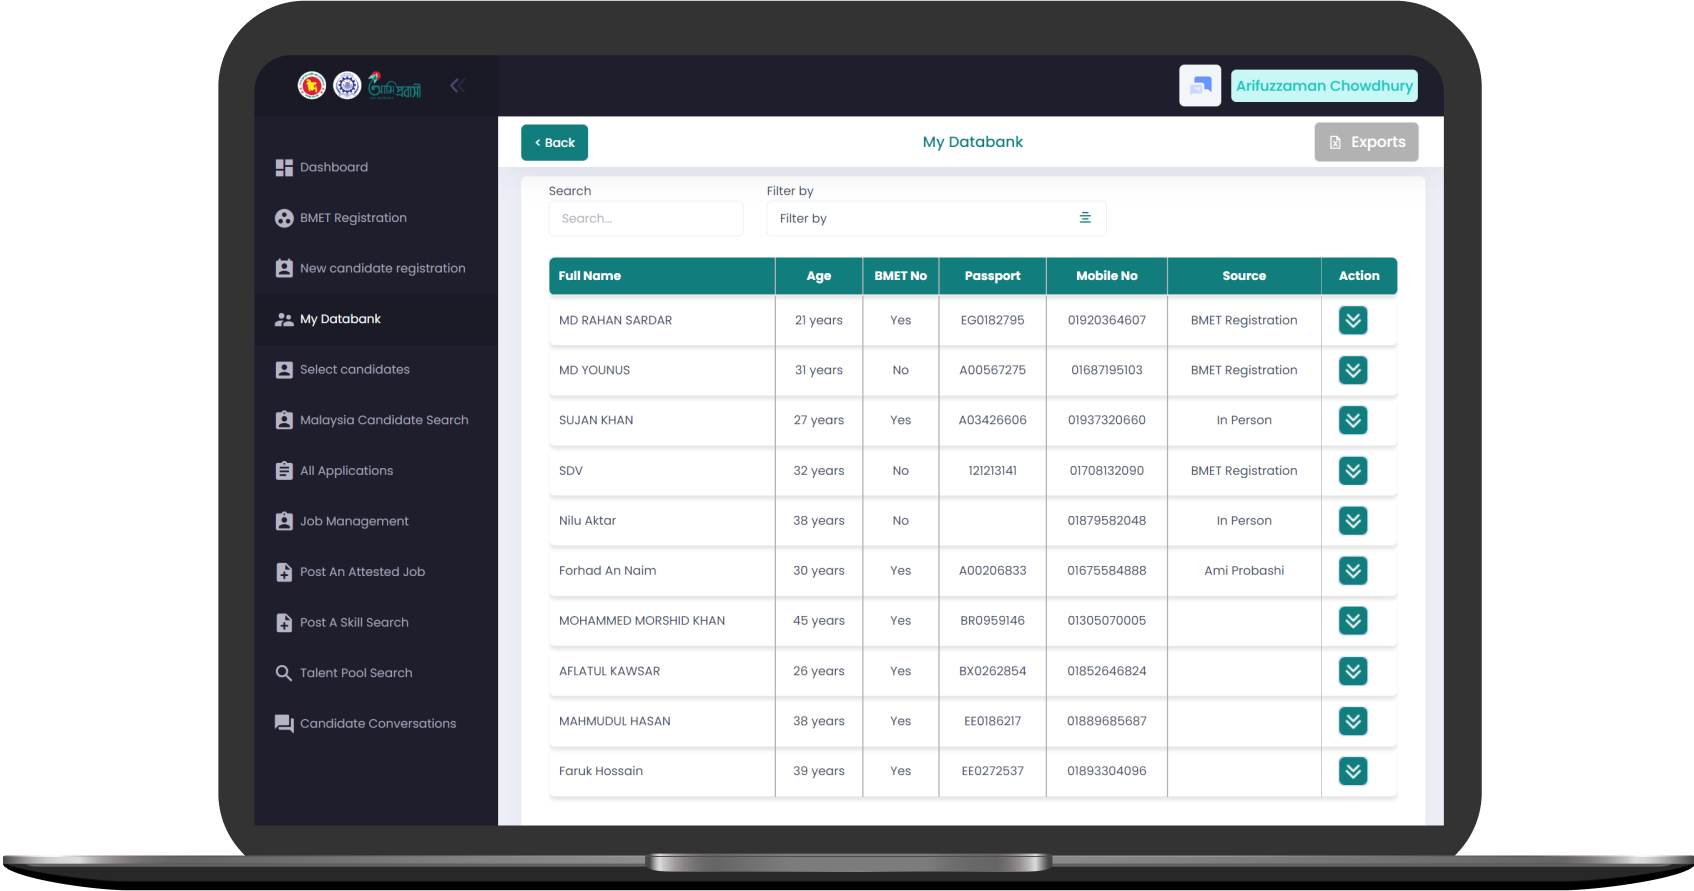 আমি প্রবাসী
Arifuzzaman Chowdhury
< Back
My Databank
Exports
Dashboard
BMET Registration
New candidate registration
My Databank
Select candidates
Malaysia Candidate Search
All Applications
Job Management
Post An Attested Job
Post A Skill Search
Talent Pool Search
Candidate Conversations
Search
Filter by
Search...
Filter by
Full Name Age BMET No Passport Mobile No Source Action
MD RAHAN SARDAR 21 years Yes EG0182795 01920364607 BMET Registration
MD YOUNUS 31 years No A00567275 01687195103 BMET Registration
SUJAN KHAN 27 years Yes A03426606 01937320660 In Person
SDV 32 years No 121213141 01708132090 BMET Registration
Nilu Aktar 38 years No 01879582048 In Person
Forhad An Naim 30 years Yes A00206833 01675584888 Ami Probashi
MOHAMMED MORSHID KHAN 45 years Yes BR0959146 01305070005
AFLATUL KAWSAR 26 years Yes BX0262854 01852646824
MAHMUDUL HASAN 38 years Yes EE0186217 01889685687
Faruk Hossain 39 years Yes EE0272537 01893304096